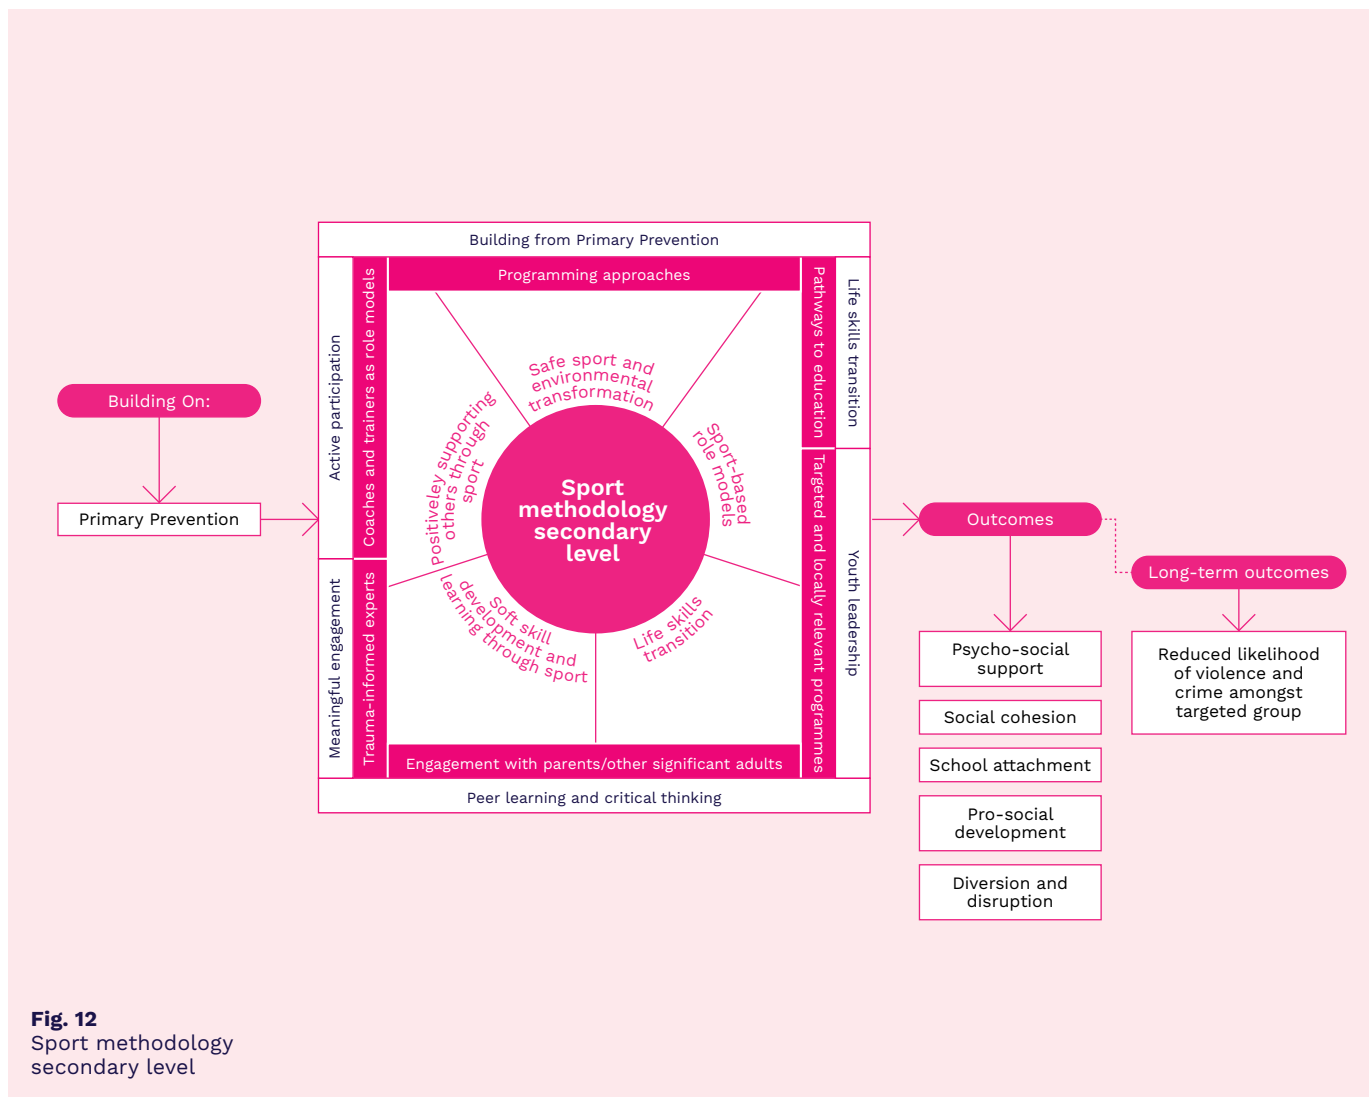 Building On:
Primary Prevention
Building from Primary Prevention
Active participation
Meaningful engagement
Coaches and trainers as role models
Trauma-informed experts
Programming approaches
Pathways to education
Targeted and locally relevant programmes
Life skills transition
Youth leadership
Engagement with parents/other significant adults
Peer learning and critical thinking
Safe sport and
environmental
transformation
Sport-based
role models
Life skills
transition
Soft skill
development and
learning through sport
Positiveley supporting
others through
sport
Sport
methodology
secondary
level
Outcomes
Psycho-social
support
Social cohesion
School attachment
Pro-social
development
Diversion and
disruption
Long-term outcomes
Reduced likelihood
of violence and
crime amongst
targeted group
Fig. 12
Sport methodology
secondary level